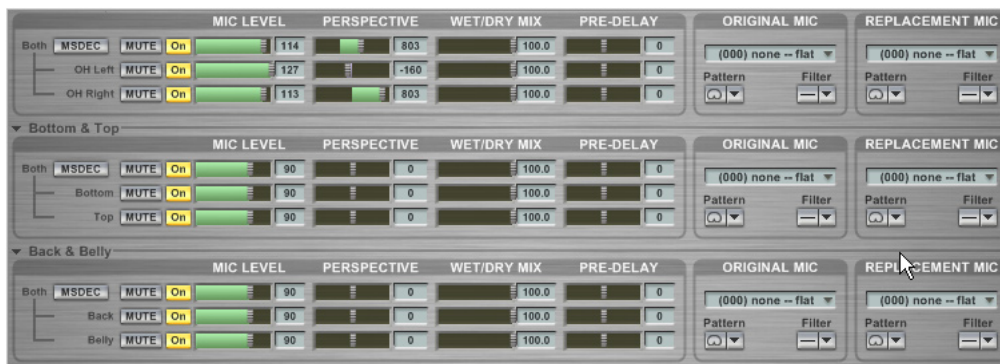 MIC LEVEL PERSPECTIVE WET/DRY MIX PRE-DELAY ORIGINAL MIC REPLACEMENT MIC
Both MSDEC MUTE On 114 803 100.0 0 (000) none -- flat (000) none -- flat
OH Left MUTE On 127 -160 100.0 0 Pattern Filter Pattern Filter
OH Right MUTE On 113 803 100.0 0
Bottom & Top
MIC LEVEL PERSPECTIVE WET/DRY MIX PRE-DELAY ORIGINAL MIC REPLACEMENT MIC
Both MSDEC MUTE On 90 0 100.0 0 (000) none -- flat (000) none -- flat
Bottom MUTE On 90 0 100.0 0 Pattern Filter Pattern Filter
Top MUTE On 90 0 100.0 0
Back & Belly
MIC LEVEL PERSPECTIVE WET/DRY MIX PRE-DELAY ORIGINAL MIC REPLACEMENT MIC
Both MSDEC MUTE On 90 0 100.0 0 (000) none -- flat (000) none -- flat
Back MUTE On 90 0 100.0 0 Pattern Filter Pattern Filter
Belly MUTE On 90 0 100.0 0